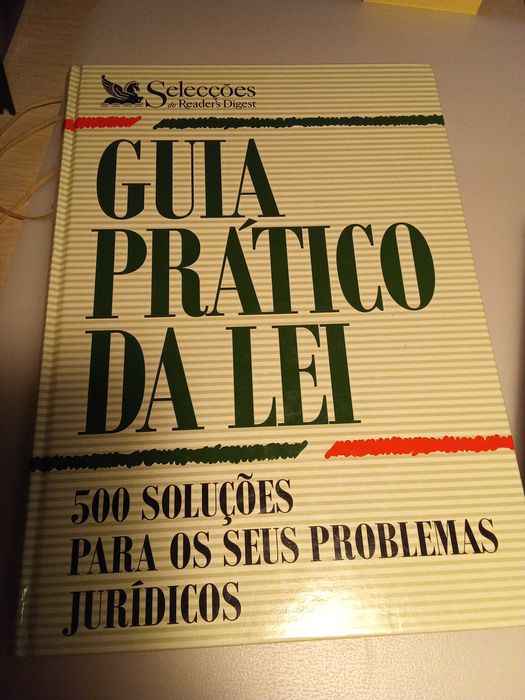 Selecções
do Reader's Digest
GUIA
PRÁTICO
DA LEI
500 SOLUÇÕES
PARA OS SEUS PROBLEMAS
JURÍDICOS